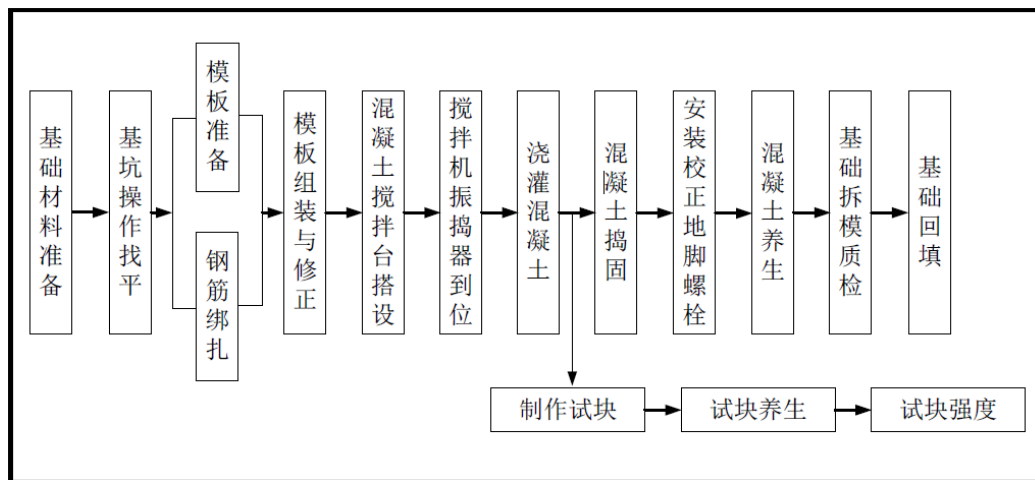 基础材料准备
基坑操作找平
模板准备
钢筋绑扎
模板组装与修正
混凝土搅拌台搭设
搅拌机振捣器到位
浇灌混凝土
混凝土捣固
安装校正地脚螺栓
混凝土养生
基础拆模质检
基础回填
制作试块
试块养生
试块强度